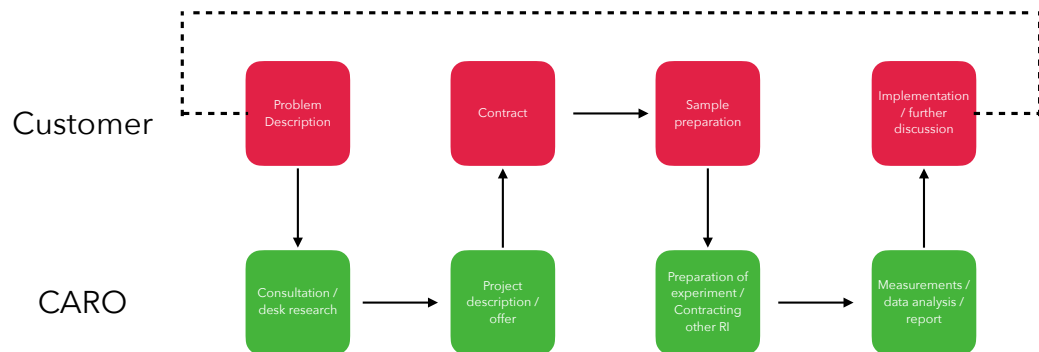 Customer
Problem
Description
Contract
Sample
preparation
Implementation
/ further
discussion
CARO
Consultation /
desk research
Project
description /
offer
Preparation of
experiment /
Contracting
other RI
Measurements /
data analysis /
report